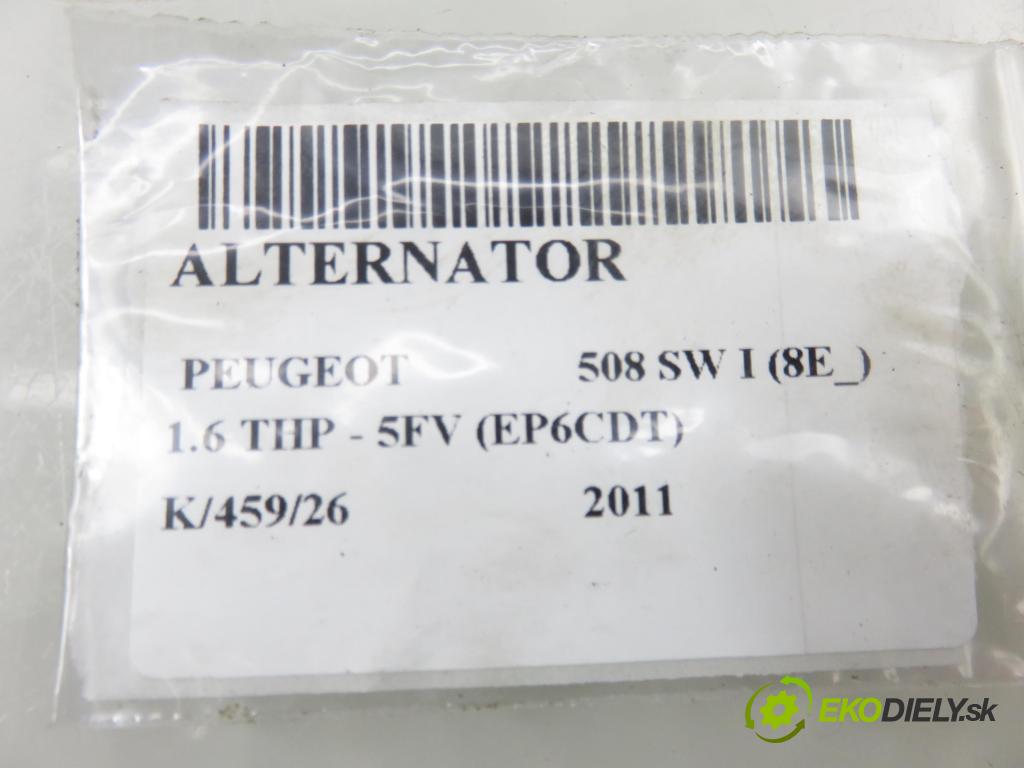 ALTERNATOR
PEUGEOT 508 SW I (8E_)
1.6 THP - 5FV (EP6CDT)
K/459/26 2011
EKODIELY.sk